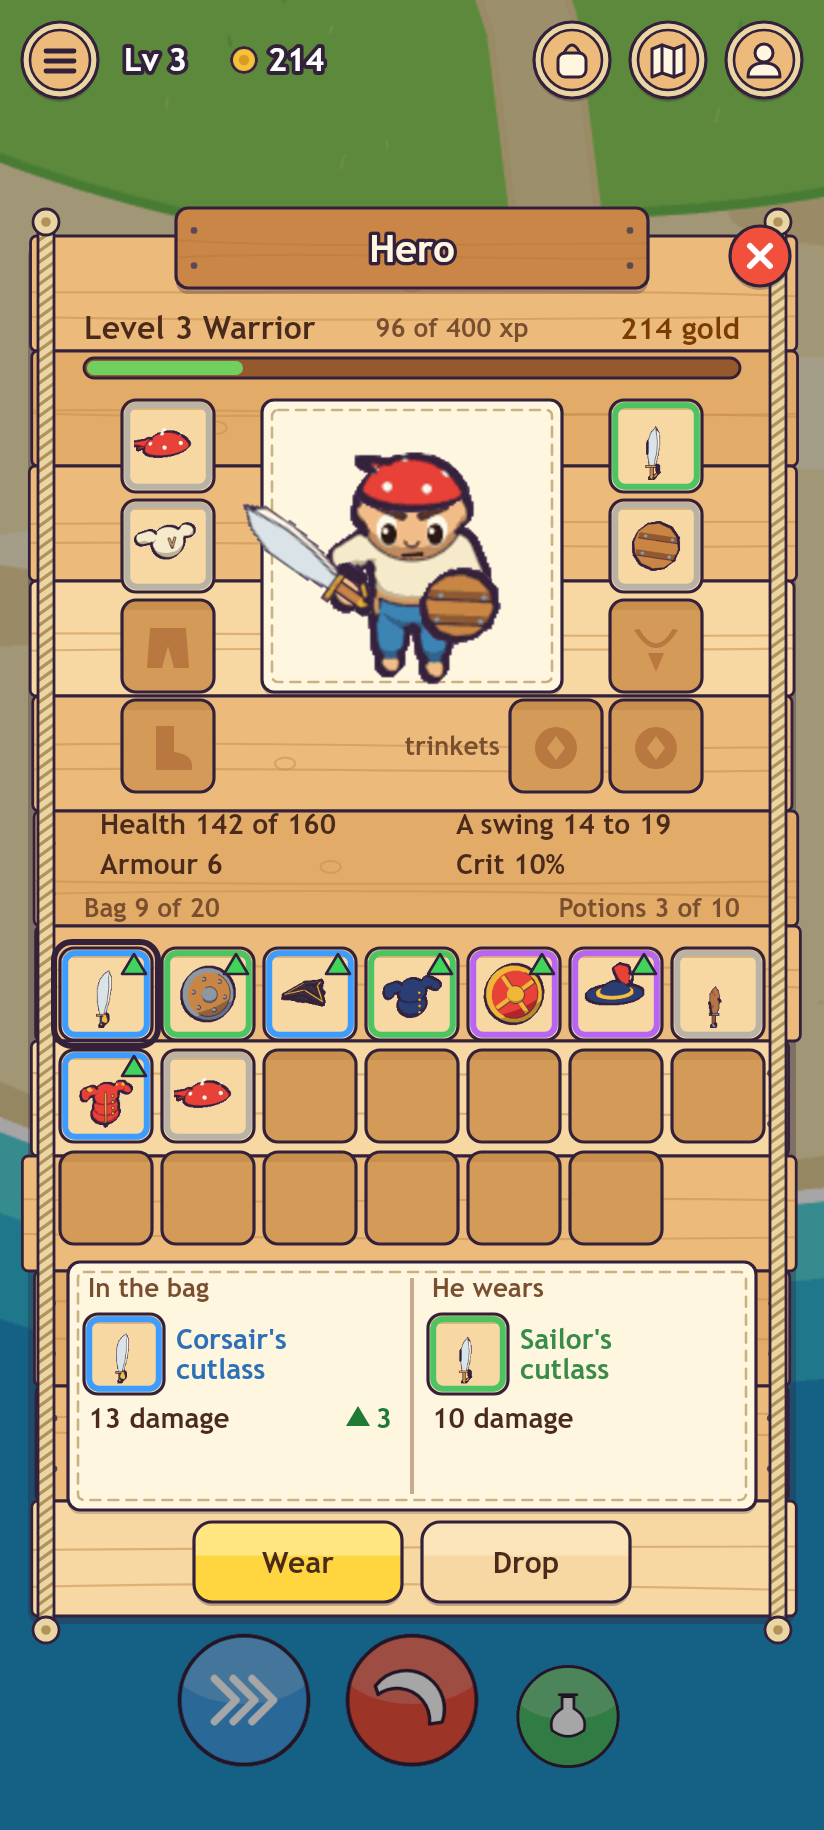 Lv 3
214
Hero
Level 3 Warrior
96 of 400 xp
214 gold
trinkets
Health 142 of 160
A swing 14 to 19
Armour 6
Crit 10%
Bag 9 of 20
Potions 3 of 10
In the bag
Corsair's
cutlass
13 damage
3
He wears
Sailor's
cutlass
10 damage
Wear
Drop